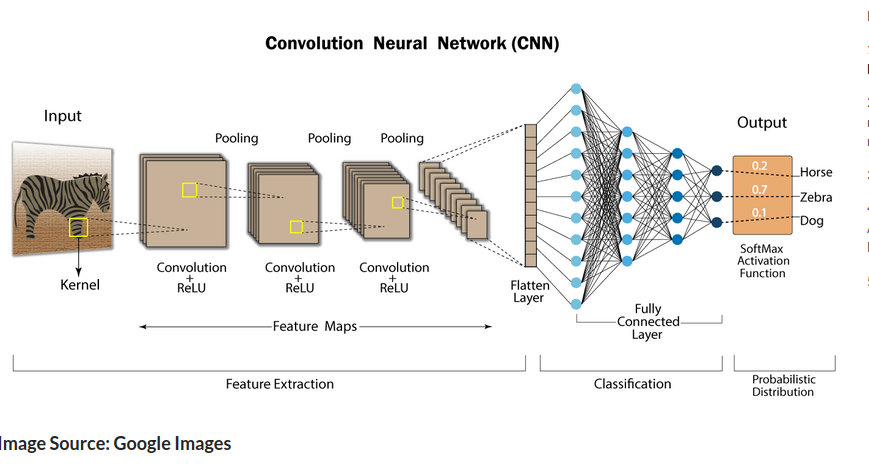 Convolution Neural Network (CNN)
Input
Pooling
Pooling
Pooling
Output
0.2
Horse
0.7
Zebra
0.1
Dog
Kernel
Convolution
+
ReLU
Convolution
+
ReLU
Convolution
+
ReLU
Flatten
Layer
SoftMax
Activation
Function
Fully
Connected
Layer
Feature Maps
Feature Extraction
Classification
Probabilistic
Distribution
Image Source: Google Images